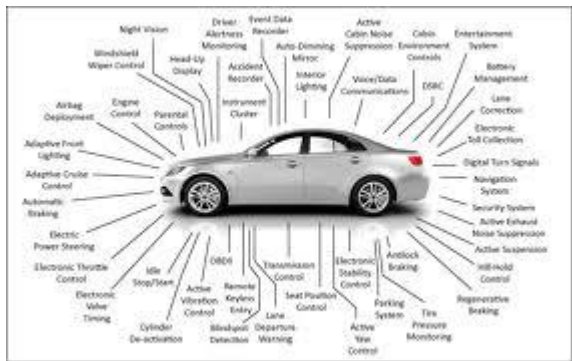 Night Vision
Driver
Alertness
Monitoring
Event Data
Recorder
Active
Cabin Noise
Suppression
Cabin
Environment
Controls
Entertainment
System
Windshield
Wiper Control
Head-Up
Display
Accident
Recorder
Auto-Dimming
Mirror
Interior
Lighting
Voice/Data
Communications
DSRC
Battery
Management
Lane
Correction
Airbag
Deployment
Engine
Control
Parental
Controls
Instrument
Cluster
Electronic
Toll Collection
Adaptive Front
Lighting
Digital Turn Signals
Adaptive Cruise
Control
Navigation
System
Automatic
Braking
Security System
Electric
Power Steering
Active Exhaust
Noise Suppression
Active Suspension
Electronic Throttle
Control
Hill-Hold
Control
Electronic
Valve
Timing
Idle
Stop/Start
Cylinder
De-activation
Active
Vibration
Control
OBDII
Remote
Keyless
Entry
Blindspot
Detection
Lane
Departure
Warning
Transmission
Control
Seat Position
Control
Electronic
Stability
Control
Active
Yaw Control
Parking
System
Antilock
Braking
Tire
Pressure
Monitoring
Regenerative
Braking